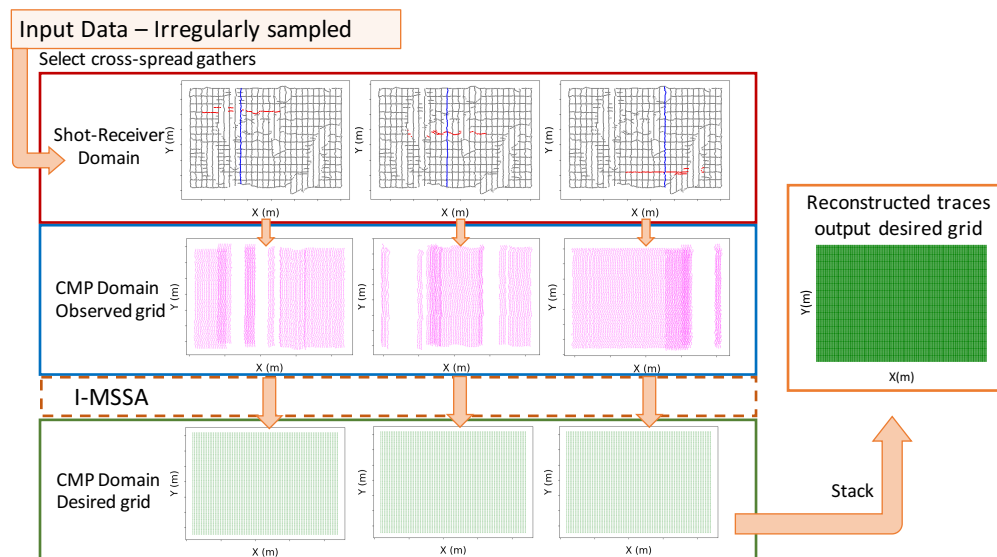 Input Data – Irregularly sampled
Select cross-spread gathers
Shot-Receiver
Domain
Y (m)
X (m)
Y (m)
X (m)
Y (m)
X (m)
CMP Domain
Observed grid
Y (m)
X (m)
Y (m)
X (m)
Y (m)
X (m)
I-MSSA
CMP Domain
Desired grid
Y (m)
X (m)
Y (m)
X (m)
Y (m)
X (m)
Stack
Reconstructed traces
output desired grid
Y(m)
X(m)